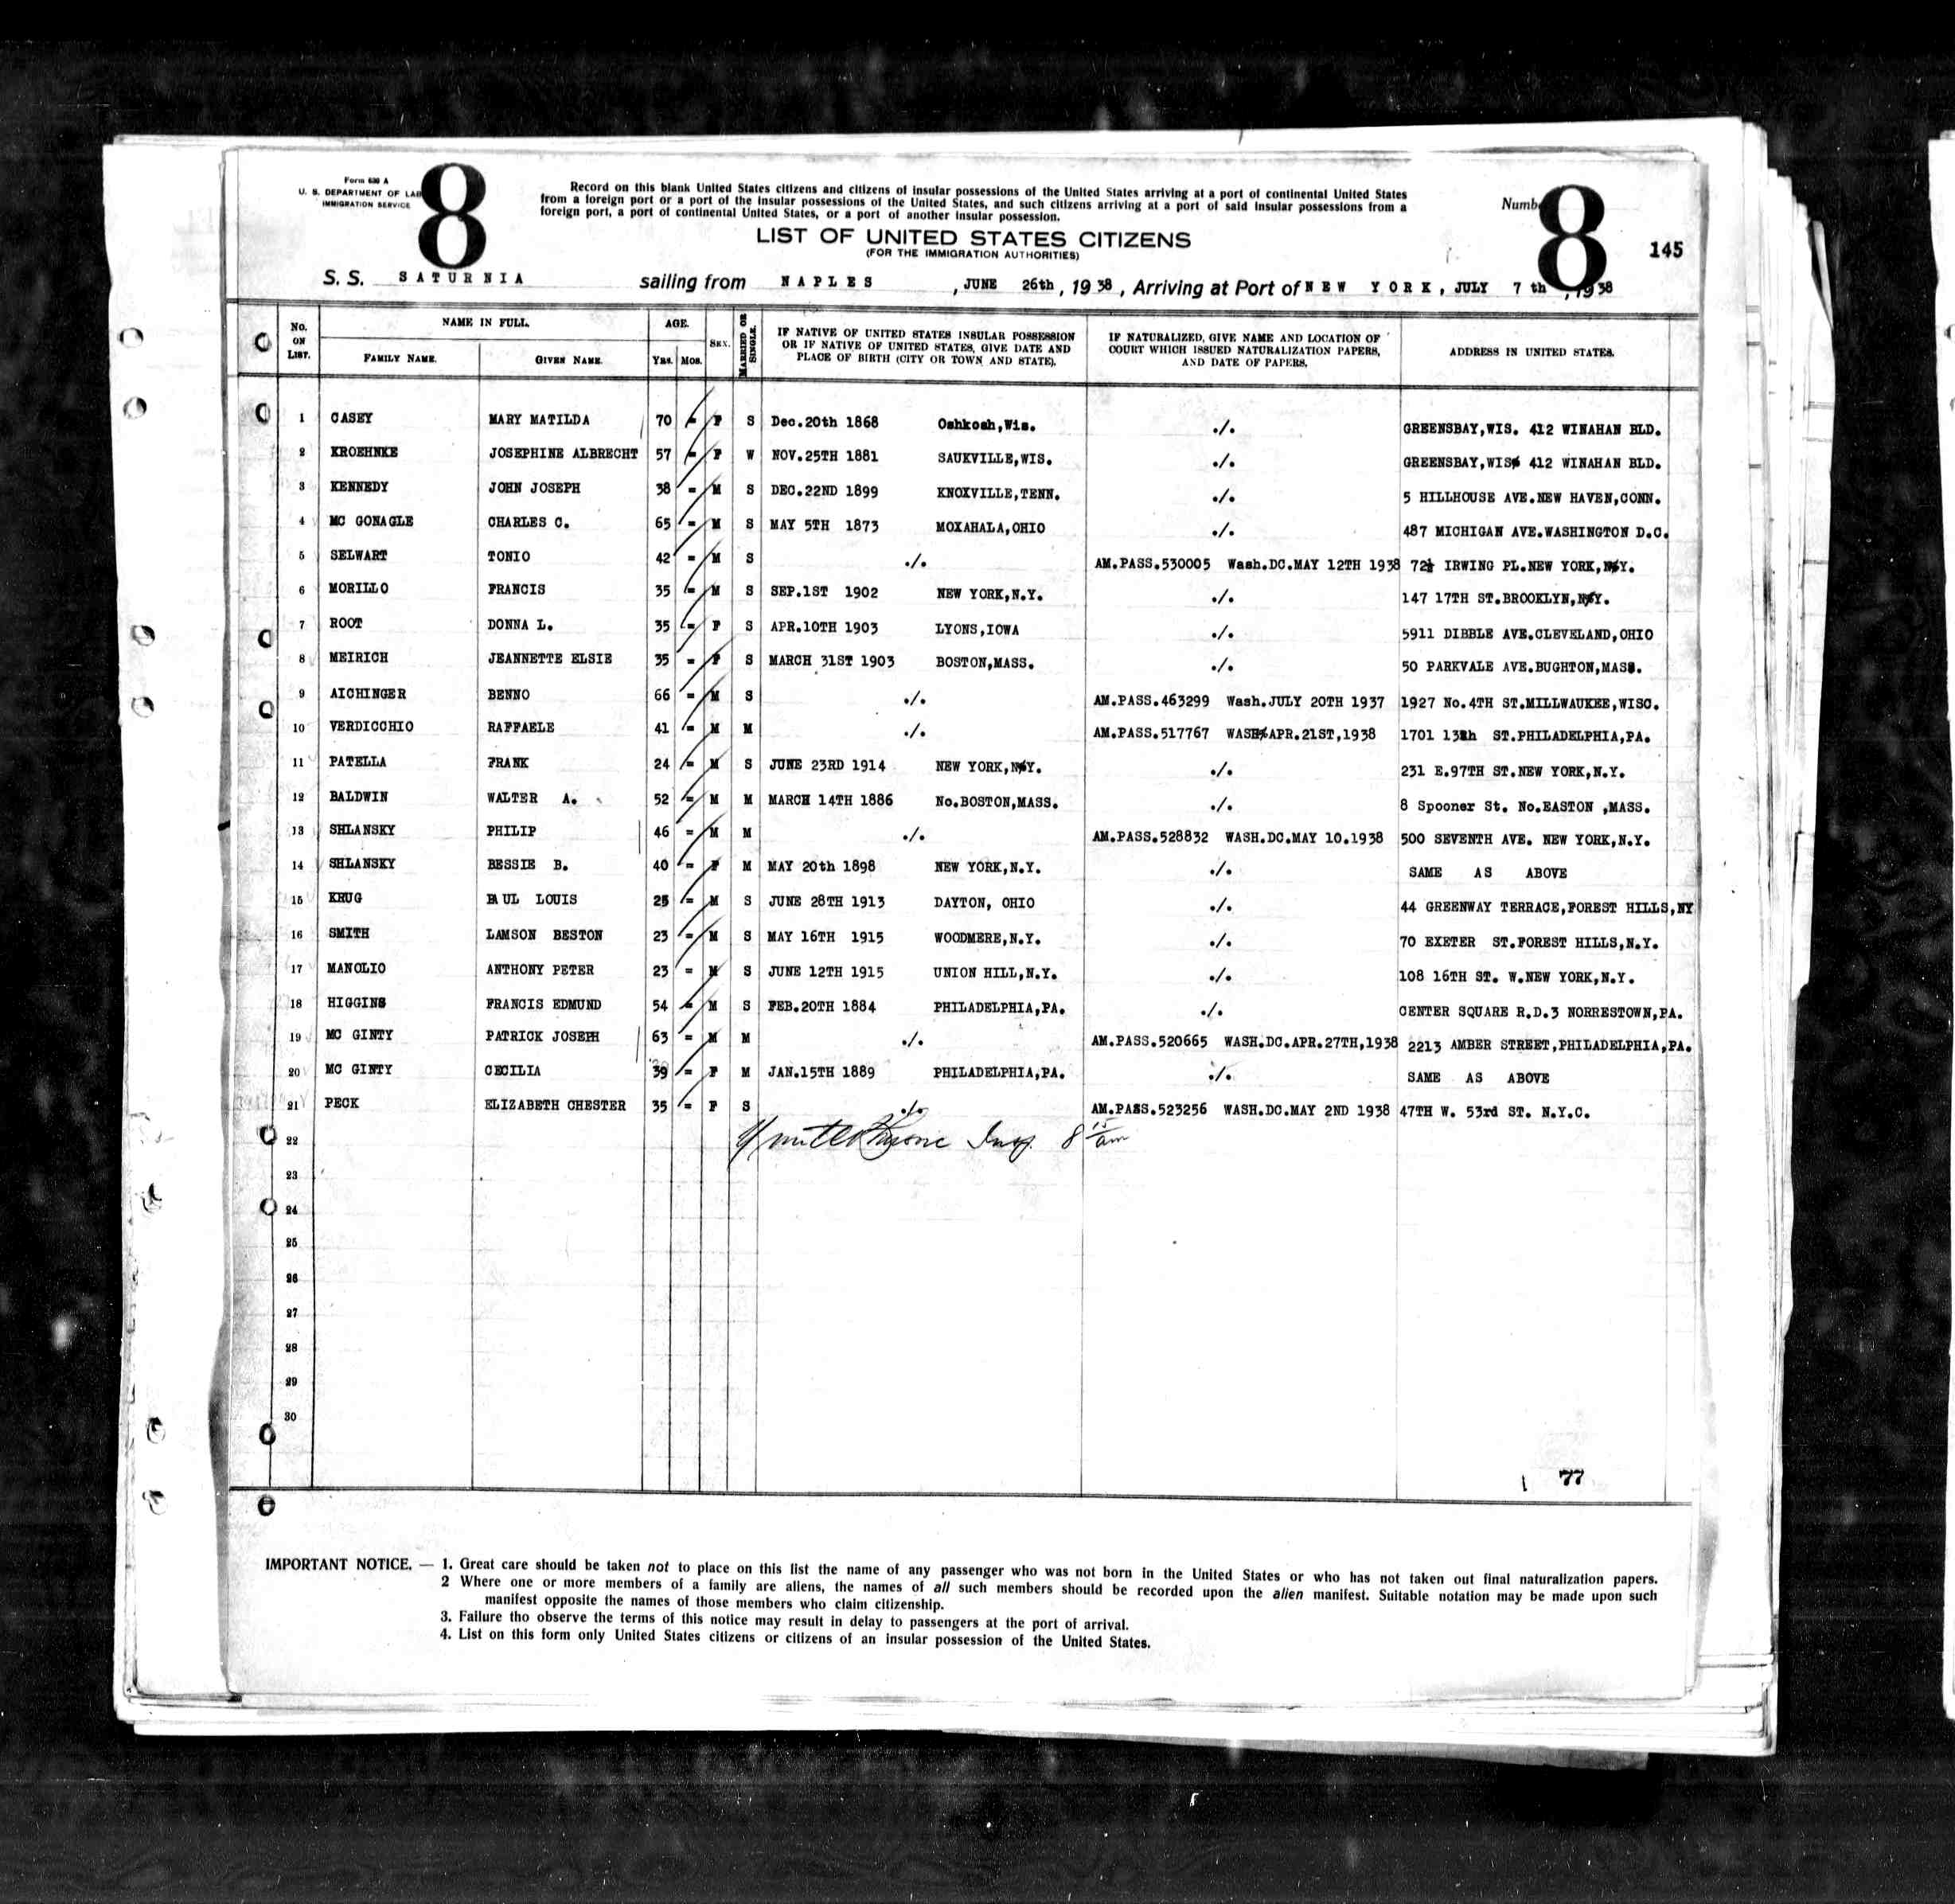 Form 630 A
U. S. DEPARTMENT OF LAB
IMMIGRATION SERVICE
8
Record on this blank United States citizens and citizens of insular possessions of the United States arriving at a port of continental United States
from a foreign port or a port of the insular possessions of the United States, and such citizens arriving at a port of said insular possessions from a
foreign port, a port of continental United States, or a port of another insular possession.
Numb
8
145
LIST OF UNITED STATES CITIZENS
(FOR THE IMMIGRATION AUTHORITIES)
S. S. SATURNIA sailing from NAPLES , JUNE 26th , 19 38 , Arriving at Port of NEW YORK, JULY 7 th , 19 38
No. ON LIST. NAME IN FULL. FAMILY NAME. GIVEN NAME. AGE. YRS. MOS. SEX. MARRIED OR SINGLE. IF NATIVE OF UNITED STATES INSULAR POSSESSION OR IF NATIVE OF UNITED STATES, GIVE DATE AND PLACE OF BIRTH (CITY OR TOWN AND STATE). IF NATURALIZED, GIVE NAME AND LOCATION OF COURT WHICH ISSUED NATURALIZATION PAPERS, AND DATE OF PAPERS. ADDRESS IN UNITED STATES.
1 CASEY MARY MATILDA 70 = F S Dec.20th 1868 Oshkosh,Wis. ./. GREENSBAY,WIS. 412 WINAHAN BLD.
2 KROEHNKE JOSEPHINE ALBRECHT 57 = F W NOV.25TH 1881 SAUKVILLE,WIS. ./. GREENSBAY,WIS. 412 WINAHAN BLD.
3 KENNEDY JOHN JOSEPH 38 = M S DEC.22ND 1899 KNOXVILLE,TENN. ./. 5 HILLHOUSE AVE.NEW HAVEN,CONN.
4 MC GONAGLE CHARLES C. 65 = M S MAY 5TH 1873 MOXAHALA,OHIO ./. 487 MICHIGAN AVE.WASHINGTON D.C.
5 SELWART TONIO 42 = M S ./. AM.PASS.530005 Wash.DC.MAY 12TH 1938 72½ IRWING PL.NEW YORK,N.Y.
6 MORILLO FRANCIS 35 = M S SEP.1ST 1902 NEW YORK,N.Y. ./. 147 17TH ST.BROOKLYN,N.Y.
7 ROOT DONNA L. 35 = F S APR.10TH 1903 LYONS,IOWA ./. 5911 DIBBLE AVE.CLEVELAND,OHIO
8 MEIRICH JEANNETTE ELSIE 35 = F S MARCH 31ST 1903 BOSTON,MASS. ./. 50 PARKVALE AVE.BUGHTON,MASS.
9 AICHINGER BENNO 66 = M S ./. AM.PASS.463299 Wash.JULY 20TH 1937 1927 No.4TH ST.MILLWAUKEE,WISC.
10 VERDICCHIO RAFFAELE 41 = M M ./. AM.PASS.517767 WASH.APR.21ST,1938 1701 13th ST.PHILADELPHIA,PA.
11 PATELLA FRANK 24 = M S JUNE 23RD 1914 NEW YORK,N.Y. ./. 231 E.97TH ST.NEW YORK,N.Y.
12 BALDWIN WALTER A. 52 = M M MARCH 14TH 1886 No.BOSTON,MASS. ./. 8 Spooner St. No.EASTON ,MASS.
13 SHLANSKY PHILIP 46 = M M ./. AM.PASS.528832 WASH.DC.MAY 10.1938 500 SEVENTH AVE. NEW YORK,N.Y.
14 SHLANSKY BESSIE B. 40 = F M MAY 20th 1898 NEW YORK,N.Y. ./. SAME AS ABOVE
15 KRUG PAUL LOUIS 25 = M S JUNE 28TH 1913 DAYTON, OHIO ./. 44 GREENWAY TERRACE,FOREST HILLS,NY
16 SMITH LAMSON BESTON 23 = M S MAY 16TH 1915 WOODMERE,N.Y. ./. 70 EXETER ST.FOREST HILLS,N.Y.
17 MANOLIO ANTHONY PETER 23 = M S JUNE 12TH 1915 UNION HILL,N.Y. ./. 108 16TH ST. W.NEW YORK,N.Y.
18 HIGGINS FRANCIS EDMUND 54 = M S FEB.20TH 1884 PHILADELPHIA,PA. ./. CENTER SQUARE R.D.3 NORRESTOWN,PA.
19 MC GINTY PATRICK JOSEPH 63 = M M ./. AM.PASS.520665 WASH.DC.APR.27TH,1938 2213 AMBER STREET,PHILADELPHIA,PA.
20 MC GINTY CECILIA 39 = F M JAN.15TH 1889 PHILADELPHIA,PA. ./. SAME AS ABOVE
21 PECK ELIZABETH CHESTER 35 = F S ./. AM.PASS.523256 WASH.DC.MAY 2ND 1938 47TH W. 53rd ST. N.Y.C.
22 Insp. 8 15 am
23
24
25
26
27
28
29
30
77
IMPORTANT NOTICE. — 1. Great care should be taken not to place on this list the name of any passenger who was not born in the United States or who has not taken out final naturalization papers.
2 Where one or more members of a family are aliens, the names of all such members should be recorded upon the alien manifest. Suitable notation may be made upon such
manifest opposite the names of those members who claim citizenship.
3. Failure tho observe the terms of this notice may result in delay to passengers at the port of arrival.
4. List on this form only United States citizens or citizens of an insular possession of the United States.